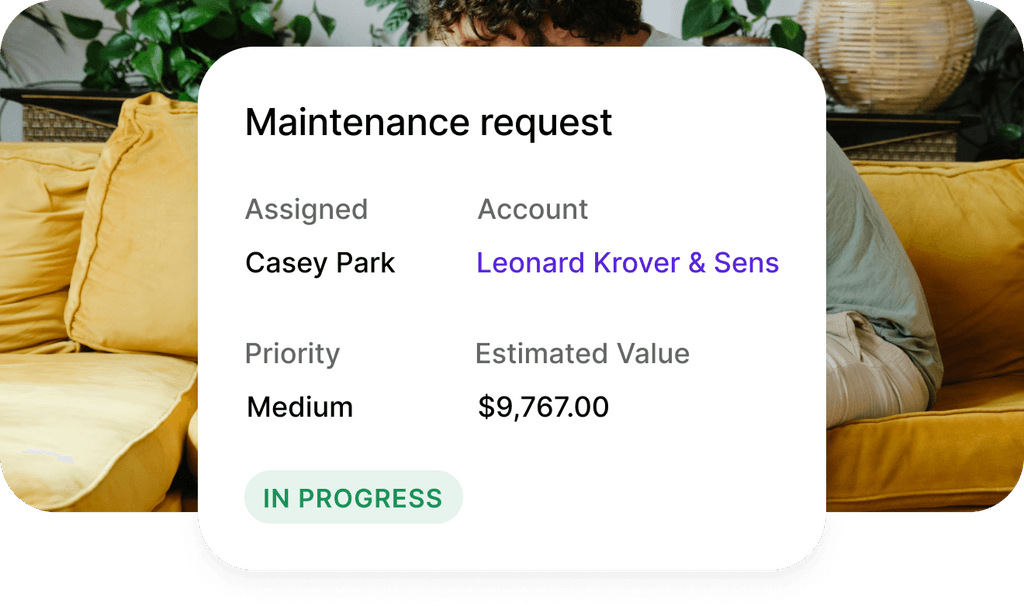 Maintenance request
Assigned
Account
Casey Park
Leonard Krover & Sens
Priority
Estimated Value
Medium
$9,767.00
IN PROGRESS